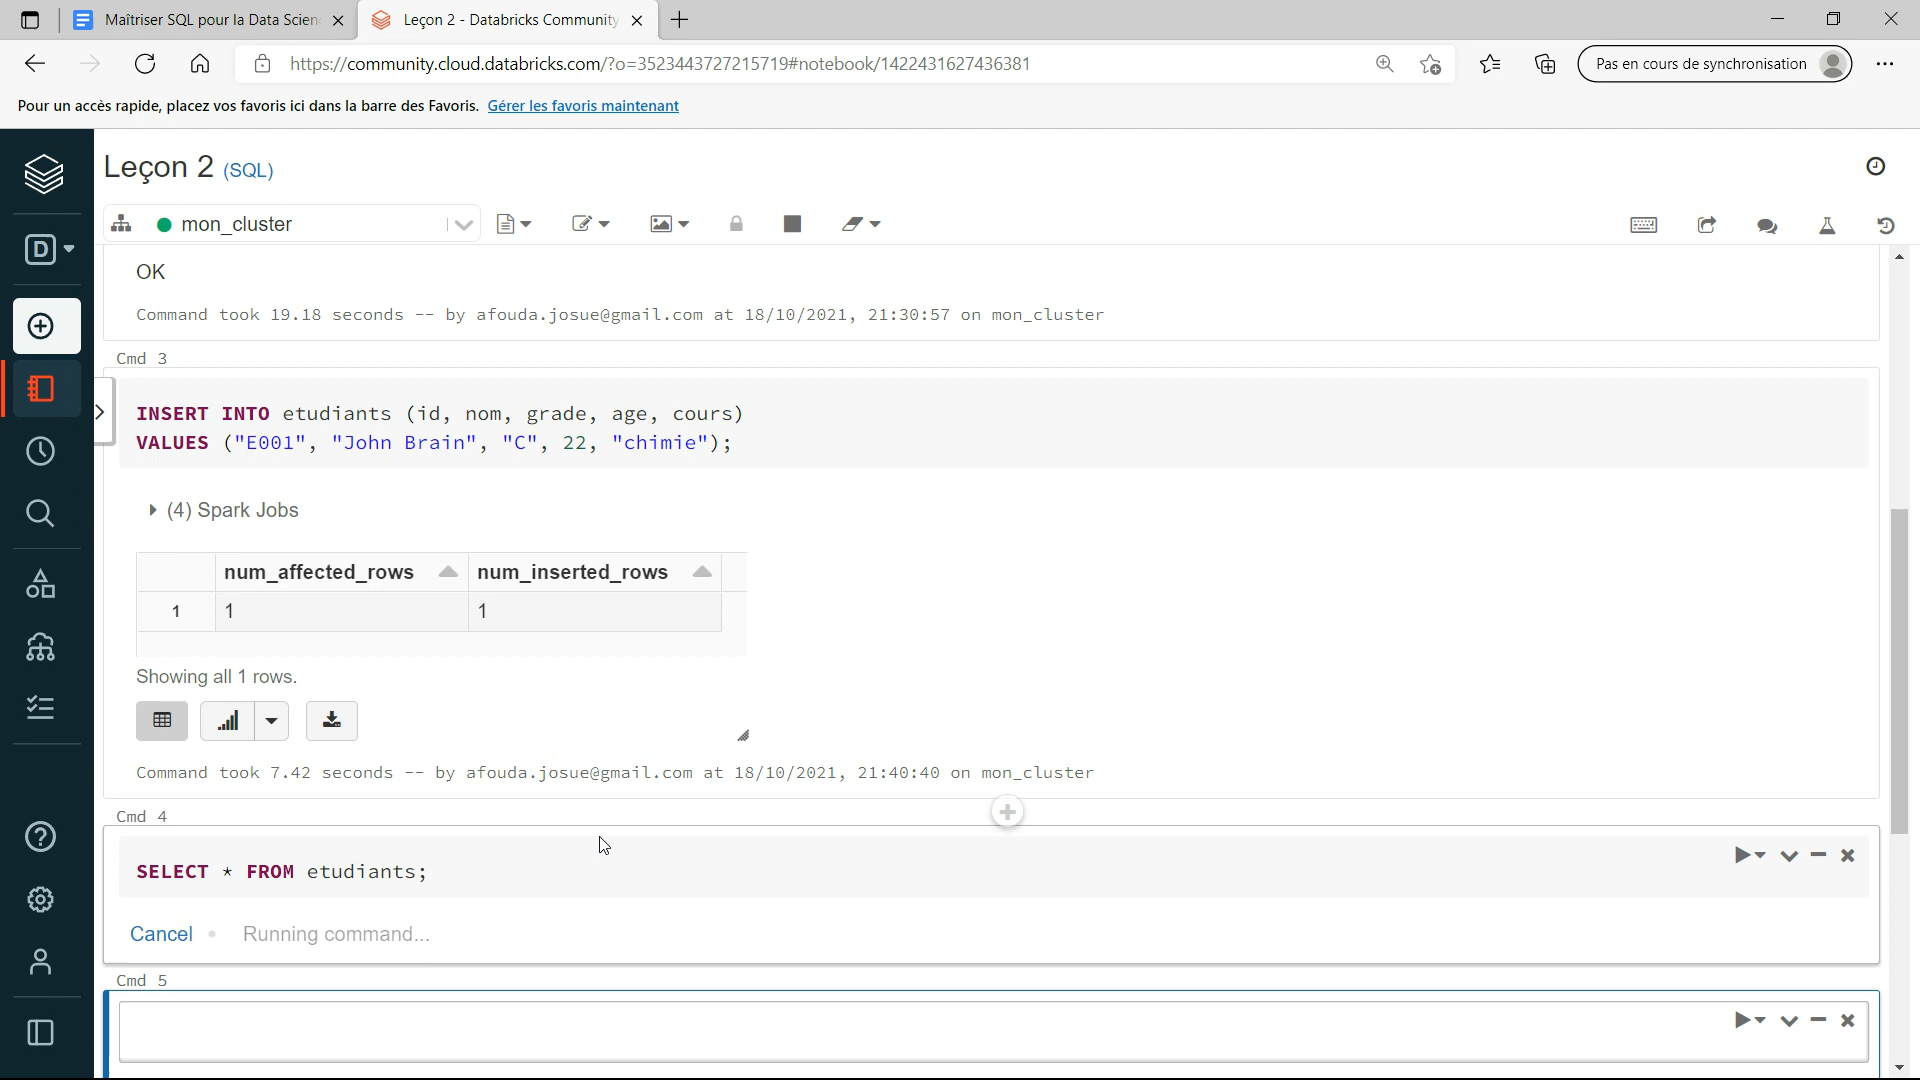 Maîtriser SQL pour la Data Scien
Leçon 2 - Databricks Community
https://community.cloud.databricks.com/?o=3523443727215719#notebook/1422431627436381
Pas en cours de synchronisation
Pour un accès rapide, placez vos favoris ici dans la barre des Favoris. Gérer les favoris maintenant
Leçon 2 (SQL)
D
mon_cluster
OK
Command took 19.18 seconds -- by afouda.josue@gmail.com at 18/10/2021, 21:30:57 on mon_cluster
Cmd 3
INSERT INTO etudiants (id, nom, grade, age, cours)
VALUES ("E001", "John Brain", "C", 22, "chimie");
(4) Spark Jobs
num_affected_rows num_inserted_rows
1 1 1
Showing all 1 rows.
Command took 7.42 seconds -- by afouda.josue@gmail.com at 18/10/2021, 21:40:40 on mon_cluster
Cmd 4
SELECT * FROM etudiants;
Cancel Running command...
Cmd 5